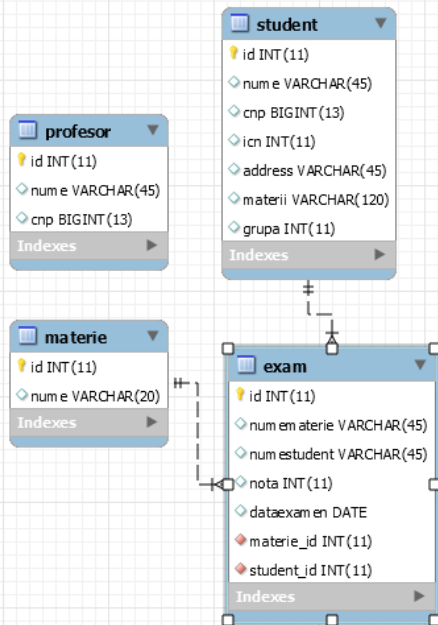 student
id INT(11)
nume VARCHAR(45)
cnp BIGINT(13)
icn INT(11)
address VARCHAR(45)
materii VARCHAR(120)
grupa INT(11)
Indexes
profesor
id INT(11)
nume VARCHAR(45)
cnp BIGINT(13)
Indexes
materie
id INT(11)
nume VARCHAR(20)
Indexes
exam
id INT(11)
numematerie VARCHAR(45)
numestudent VARCHAR(45)
nota INT(11)
dataexamen DATE
materie_id INT(11)
student_id INT(11)
Indexes